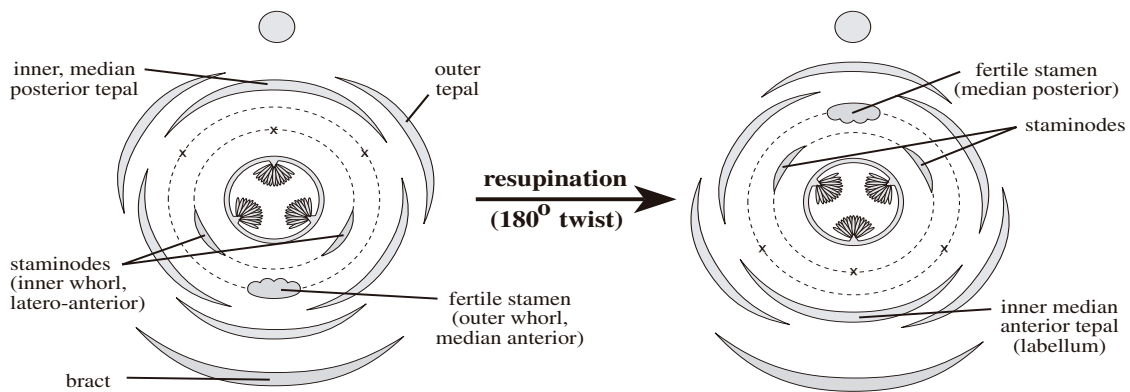 inner, median
posterior tepal
outer
tepal
x
x
x
staminodes
(inner whorl,
latero-anterior)
fertile stamen
(outer whorl,
median anterior)
bract
resupination
(180° twist)
fertile stamen
(median posterior)
staminodes
x
x
x
inner median
anterior tepal
(labellum)